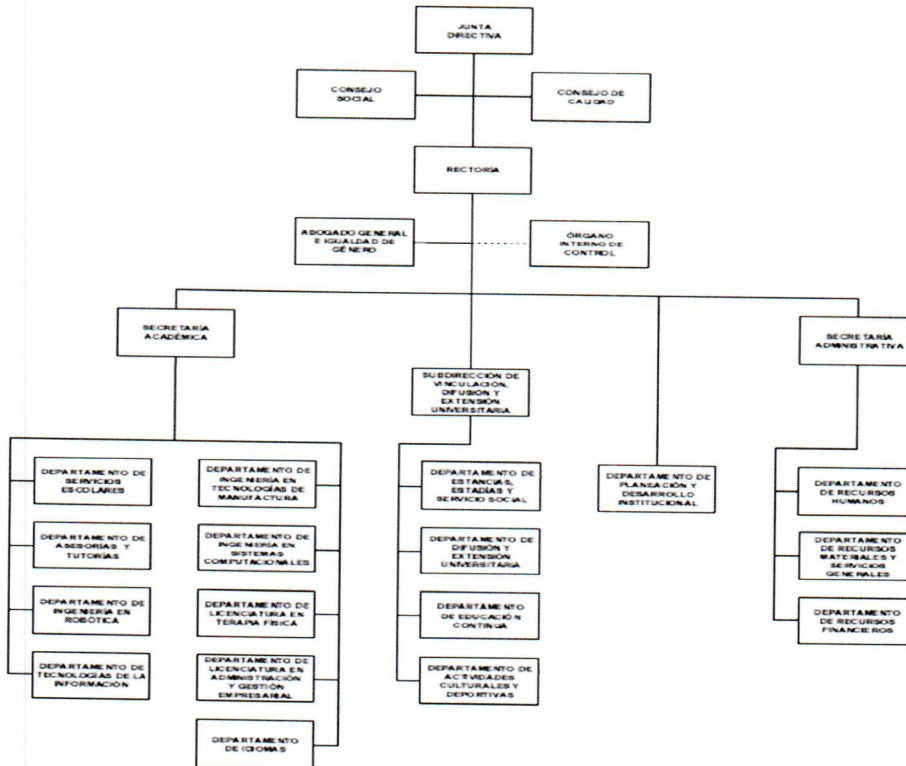 JUNTA
DIRECTIVA
CONSEJO
SOCIAL
CONSEJO DE
CALIDAD
RECTORÍA
ABOGADO GENERAL
E IGUALDAD DE
GÉNERO
ÓRGANO
INTERNO DE
CONTROL
SECRETARÍA
ACADÉMICA
SECRETARÍA
ADMINISTRATIVA
SUBDIRECCIÓN DE
VINCULACIÓN,
DIFUSIÓN Y
EXTENSIÓN
UNIVERSITARIA
DEPARTAMENTO DE
SERVICIOS
ESCOLARES
DEPARTAMENTO DE
ASESORÍAS Y
TUTORÍAS
DEPARTAMENTO DE
INGENIERÍA EN
ROBÓTICA
DEPARTAMENTO DE
TECNOLOGÍAS DE LA
INFORMACIÓN
DEPARTAMENTO DE
INGENIERÍA EN
TECNOLOGÍAS DE
MANUFACTURA
DEPARTAMENTO DE
INGENIERÍA EN
SISTEMAS
COMPUTACIONALES
DEPARTAMENTO DE
LICENCIATURA EN
TERAPIA FÍSICA
DEPARTAMENTO DE
LICENCIATURA EN
ADMINISTRACIÓN
Y GESTIÓN
EMPRESARIAL
DEPARTAMENTO
DE IDIOMAS
DEPARTAMENTO DE
ESTANCIAS,
ESTADÍAS Y
SERVICIO SOCIAL
DEPARTAMENTO DE
DIFUSIÓN Y
EXTENSIÓN
UNIVERSITARIA
DEPARTAMENTO
DE EDUCACIÓN
CONTINUA
DEPARTAMENTO DE
ACTIVIDADES
CULTURALES Y
DEPORTIVAS
DEPARTAMENTO DE
PLANEACIÓN Y
DESARROLLO
INSTITUCIONAL
DEPARTAMENTO
DE RECURSOS
HUMANOS
DEPARTAMENTO
DE RECURSOS
MATERIALES Y
SERVICIOS
GENERALES
DEPARTAMENTO
DE RECURSOS
FINANCIEROS